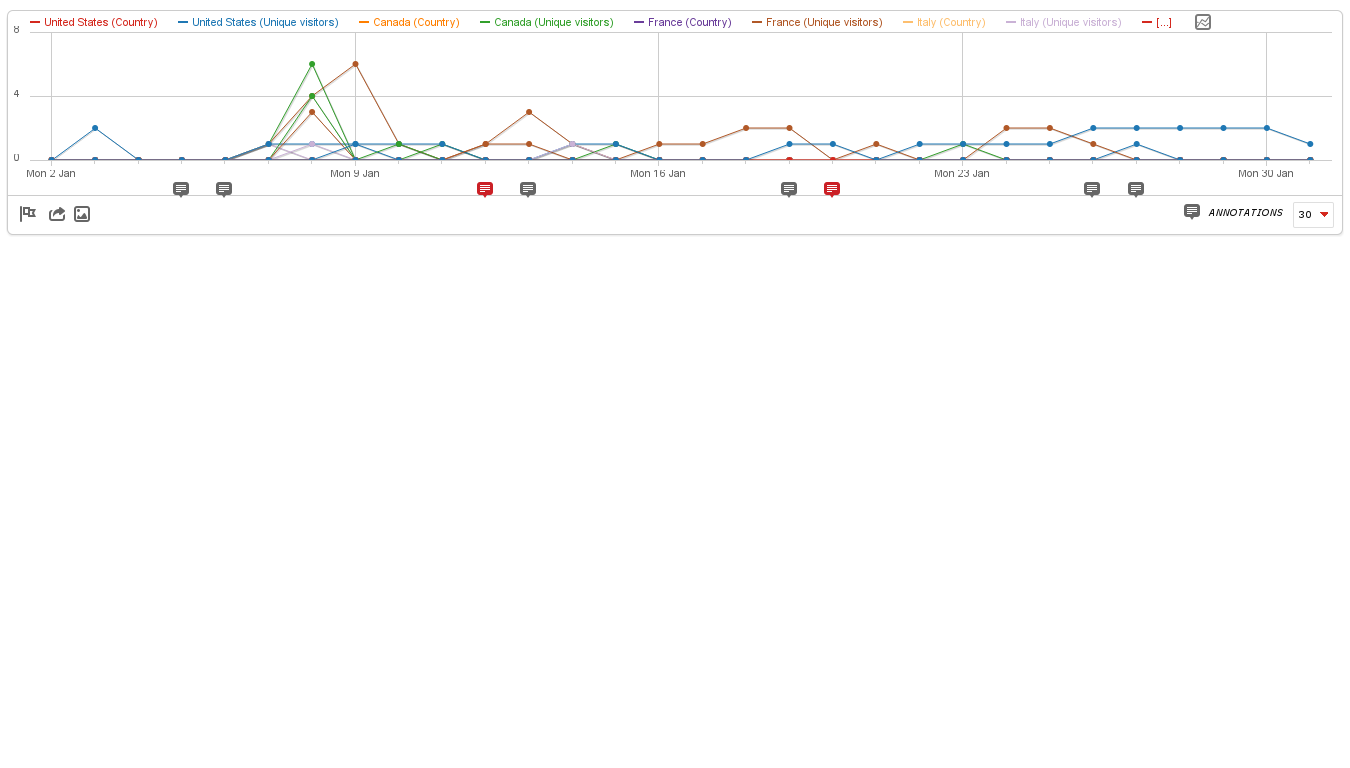 United States (Country) United States (Unique visitors) Canada (Country) Canada (Unique visitors) France (Country) France (Unique visitors) Italy (Country) Italy (Unique visitors) [...]
8
4
0
Mon 2 Jan Mon 9 Jan Mon 16 Jan Mon 23 Jan Mon 30 Jan
ANNOTATIONS 30